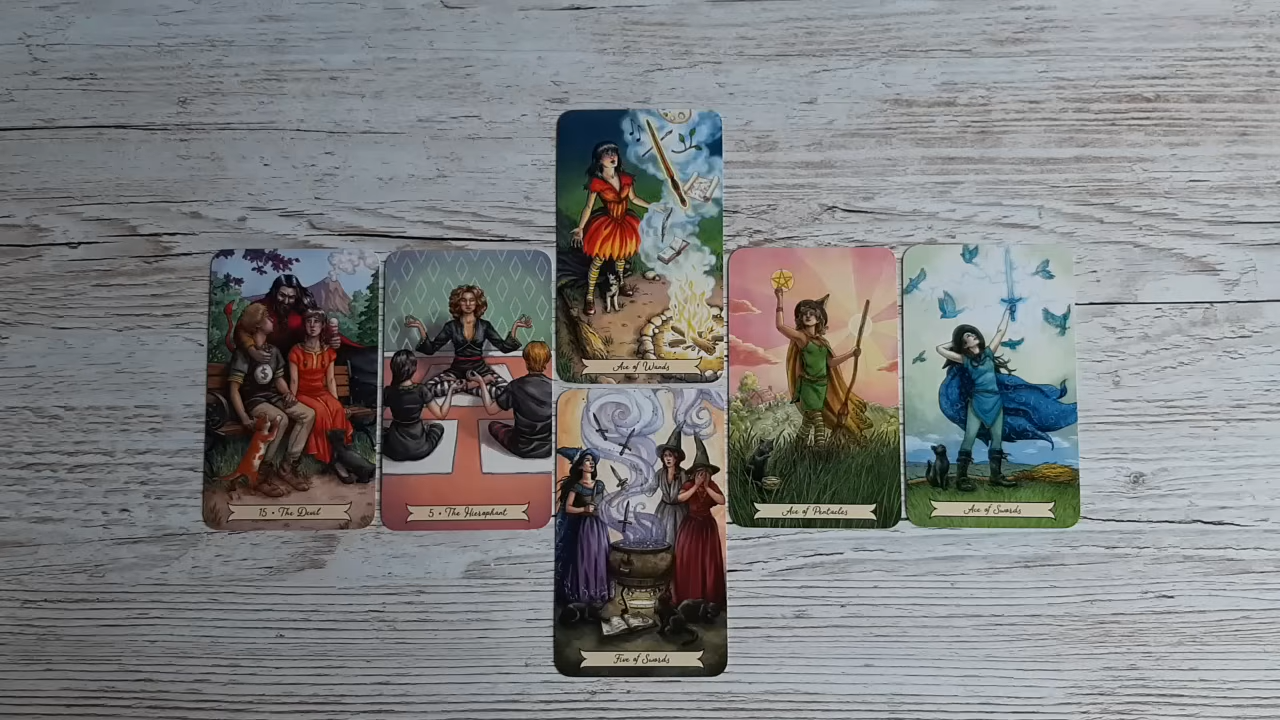 Ace of Wands
15 • The Devil
$
5 • The Hierophant
Ace of Pentacles
Ace of Swords
Five of Swords